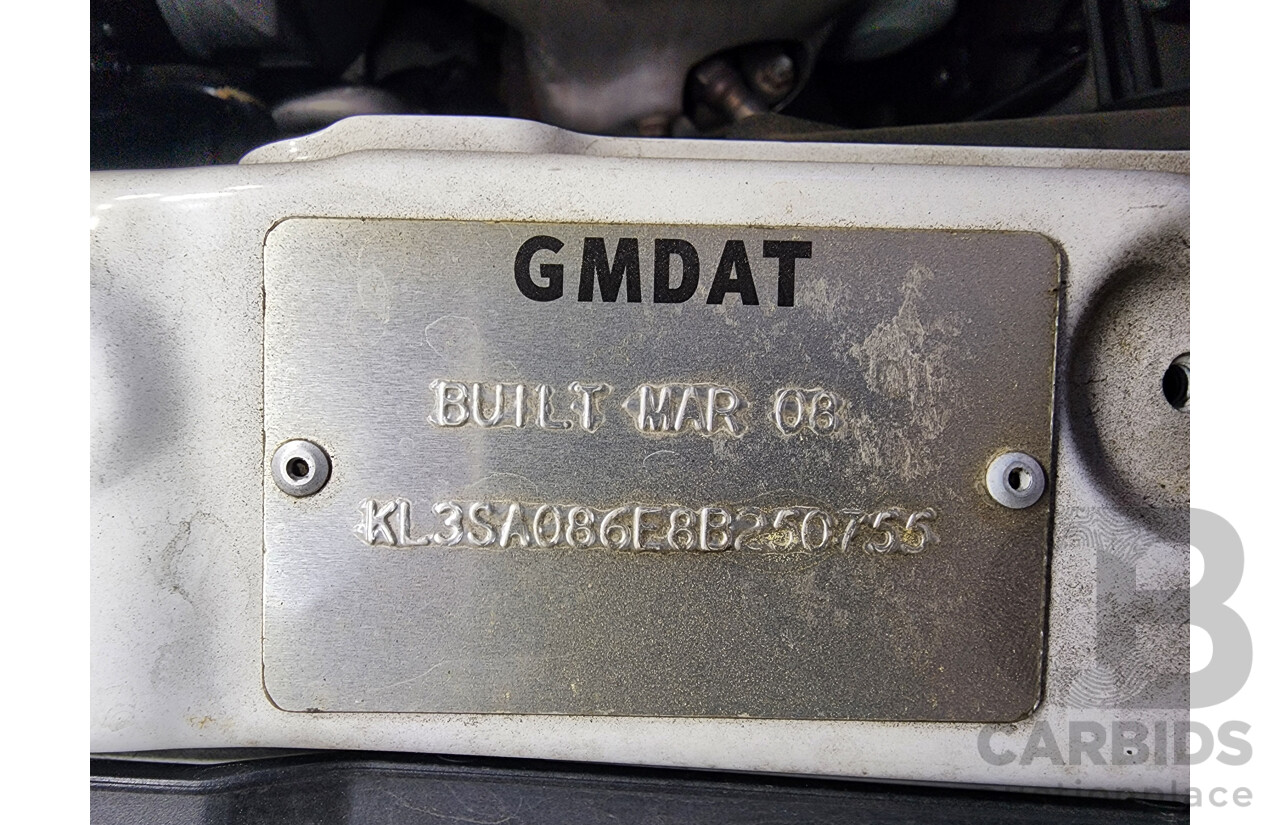 GMDAT
BUILT MAR 08
KL3SA086E8B250755
CARBIDS